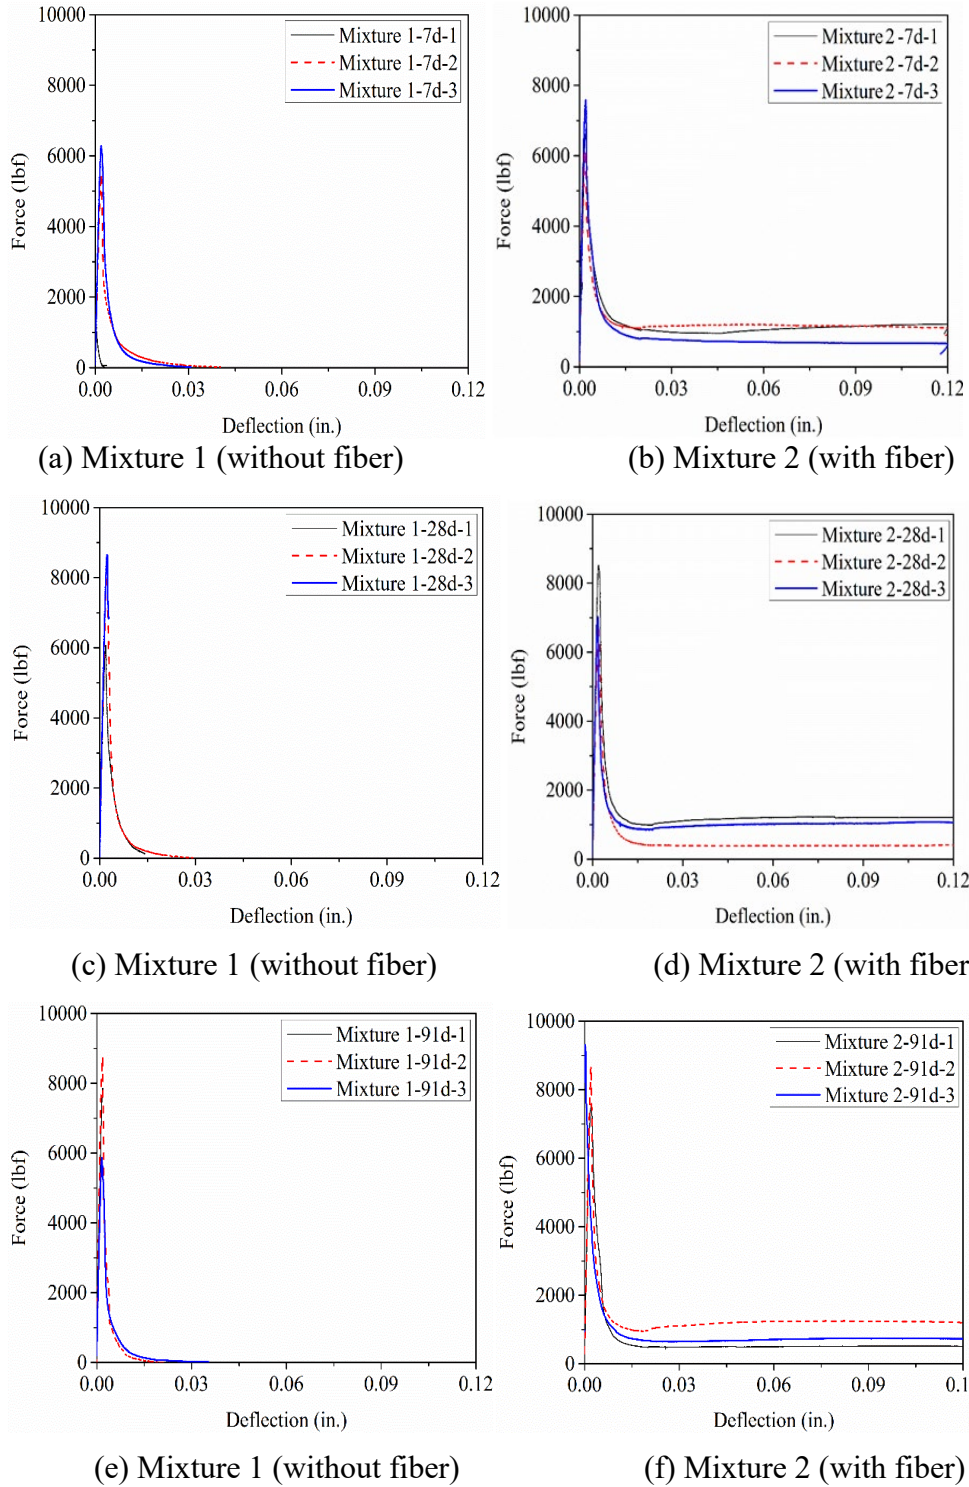 10000
8000
6000
4000
2000
0
Force (lbf)
Mixture 1-7d-1
Mixture 1-7d-2
Mixture 1-7d-3
0.00 0.03 0.06 0.09 0.12
Deflection (in.)
(a) Mixture 1 (without fiber)
10000
8000
6000
4000
2000
0
Force (lbf)
Mixture 2 -7d-1
Mixture 2 -7d-2
Mixture 2 -7d-3
0.00 0.03 0.06 0.09 0.12
Deflection (in.)
(b) Mixture 2 (with fiber)
10000
8000
6000
4000
2000
0
Force (lbf)
Mixture 1-28d-1
Mixture 1-28d-2
Mixture 1-28d-3
0.00 0.03 0.06 0.09 0.12
Deflection (in.)
(c) Mixture 1 (without fiber)
10000
8000
6000
4000
2000
0
Force (lbf)
Mixture 2-28d-1
Mixture 2-28d-2
Mixture 2-28d-3
0.00 0.03 0.06 0.09 0.12
Deflection (in.)
(d) Mixture 2 (with fiber
10000
8000
6000
4000
2000
0
Force (lbf)
Mixture 1-91d-1
Mixture 1-91d-2
Mixture 1-91d-3
0.00 0.03 0.06 0.09 0.12
Deflection (in.)
(e) Mixture 1 (without fiber)
10000
8000
6000
4000
2000
0
Force (lbf)
Mixture 2-91d-1
Mixture 2-91d-2
Mixture 2-91d-3
0.00 0.03 0.06 0.09 0.1
Deflection (in.)
(f) Mixture 2 (with fiber)